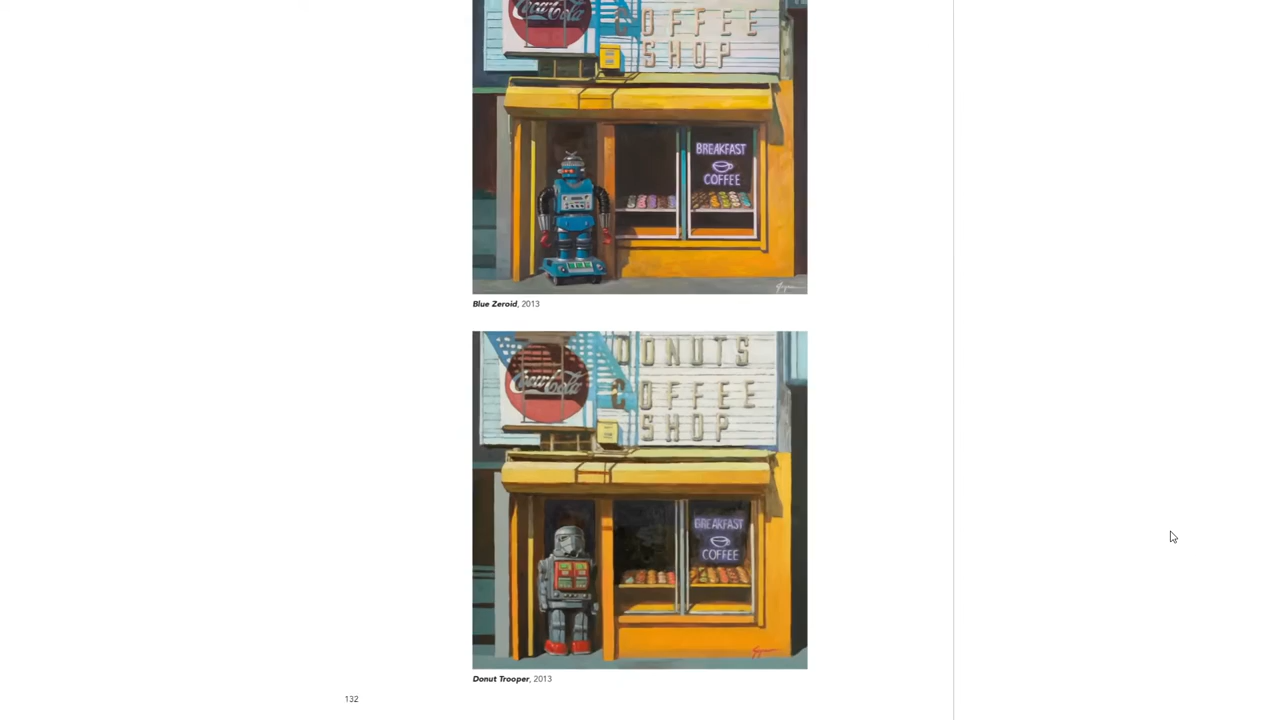 Coca-Cola
COFFEE
SHOP
BREAKFAST
COFFEE
Blue Zeroid, 2013
DONUTS
Coca-Cola
COFFEE
SHOP
BREAKFAST
COFFEE
Donut Trooper, 2013
132